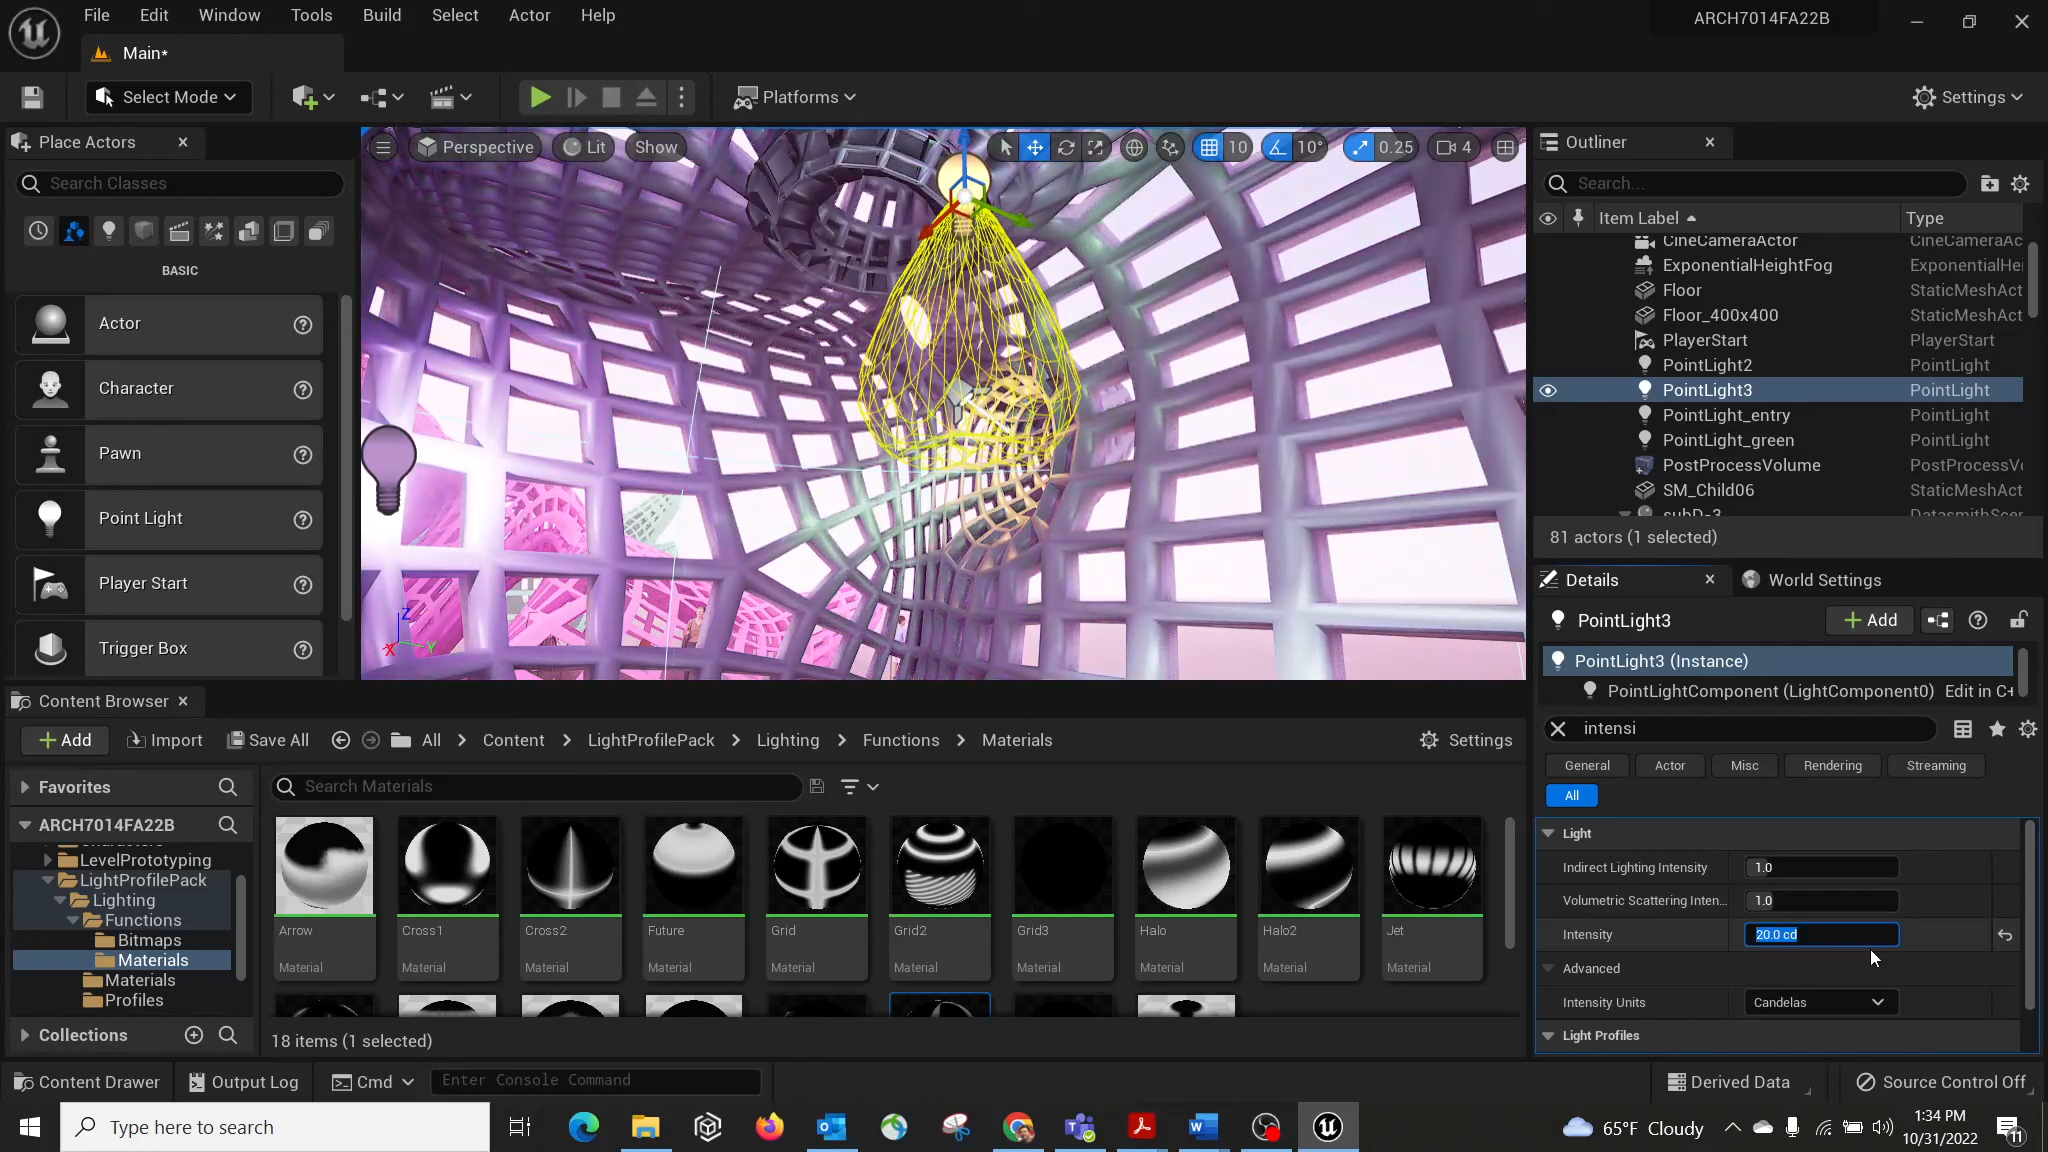 File Edit Window Tools Build Select Actor Help
ARCH7014FA22B
Main*
Select Mode
Platforms
Settings
Place Actors
Search Classes
BASIC
Actor
Character
Pawn
Point Light
Player Start
Trigger Box
Perspective Lit Show 10 10° 0.25 4
Z
X Y
Outliner
Search...
Item Label Type
CineCameraActor CineCameraAc
ExponentialHeightFog ExponentialHei
Floor StaticMeshAct
Floor_400x400 StaticMeshAct
PlayerStart PlayerStart
PointLight2 PointLight
PointLight3 PointLight
PointLight_entry PointLight
PointLight_green PointLight
PostProcessVolume PostProcessV
SM_Child06 StaticMeshAct
subD-3 DatasmithScer
81 actors (1 selected)
Details World Settings
PointLight3 Add
PointLight3 (Instance)
PointLightComponent (LightComponent0) Edit in C+
intensi
General Actor Misc Rendering Streaming
All
Light
Indirect Lighting Intensity 1.0
Volumetric Scattering Inten... 1.0
Intensity 20.0 cd
Advanced
Intensity Units Candelas
Light Profiles
Content Browser
Add Import Save All All Content LightProfilePack Lighting Functions Materials Settings
Favorites
ARCH7014FA22B
LevelPrototyping
LightProfilePack
Lighting
Functions
Bitmaps
Materials
Materials
Profiles
Collections
Search Materials
Arrow Cross1 Cross2 Future Grid Grid2 Grid3 Halo Halo2 Jet
Material Material Material Material Material Material Material Material Material Material
18 items (1 selected)
Content Drawer Output Log Cmd Enter Console Command Derived Data Source Control Off
Type here to search
65°F Cloudy
1:34 PM
10/31/2022
11